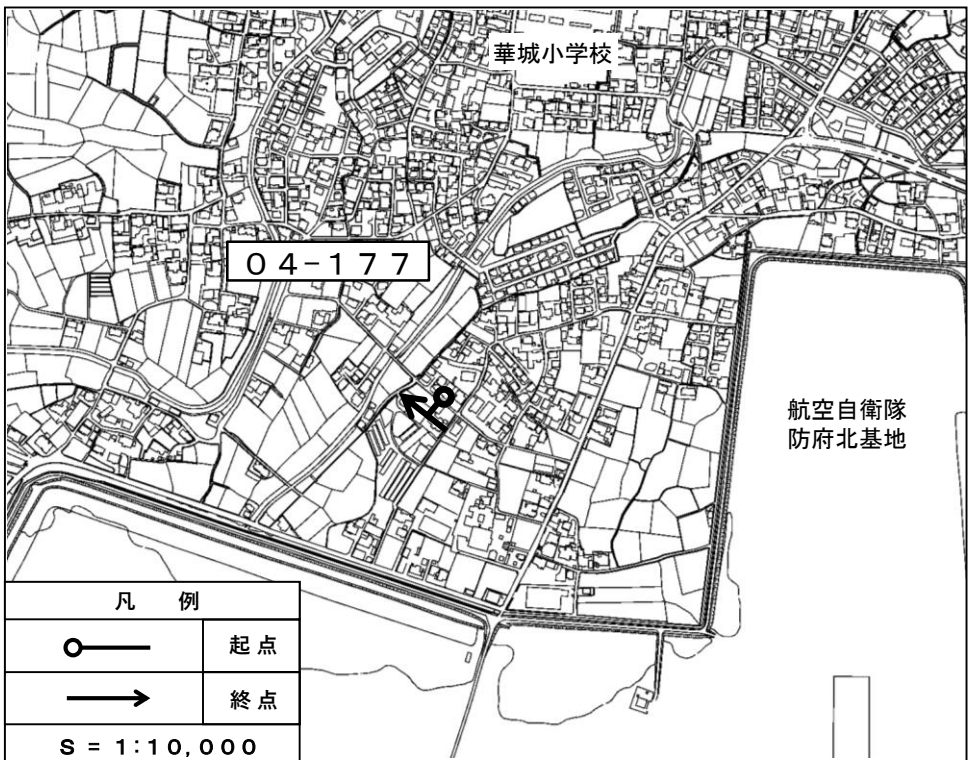 華城小学校
０４－１７７
航空自衛隊
防府北基地
凡　例
起点
終点
Ｓ = 1:10,000